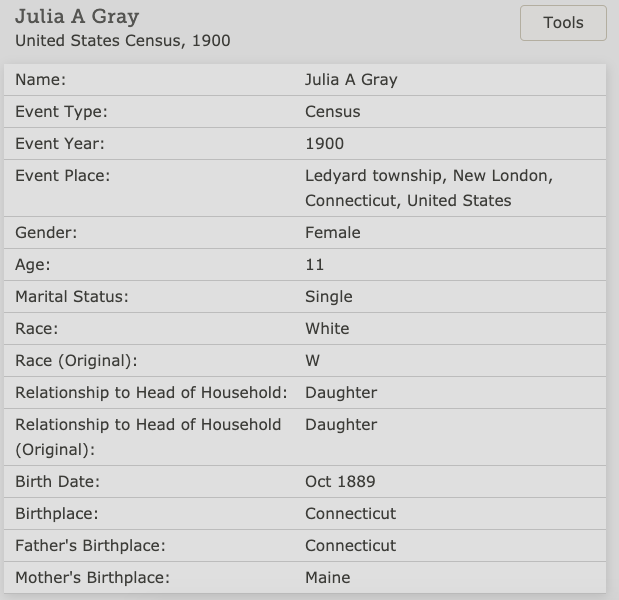 Julia A Gray
United States Census, 1900
Tools
Name: Julia A Gray
Event Type: Census
Event Year: 1900
Event Place: Ledyard township, New London,
Connecticut, United States
Gender: Female
Age: 11
Marital Status: Single
Race: White
Race (Original): W
Relationship to Head of Household: Daughter
Relationship to Head of Household Daughter
(Original):
Birth Date: Oct 1889
Birthplace: Connecticut
Father's Birthplace: Connecticut
Mother's Birthplace: Maine